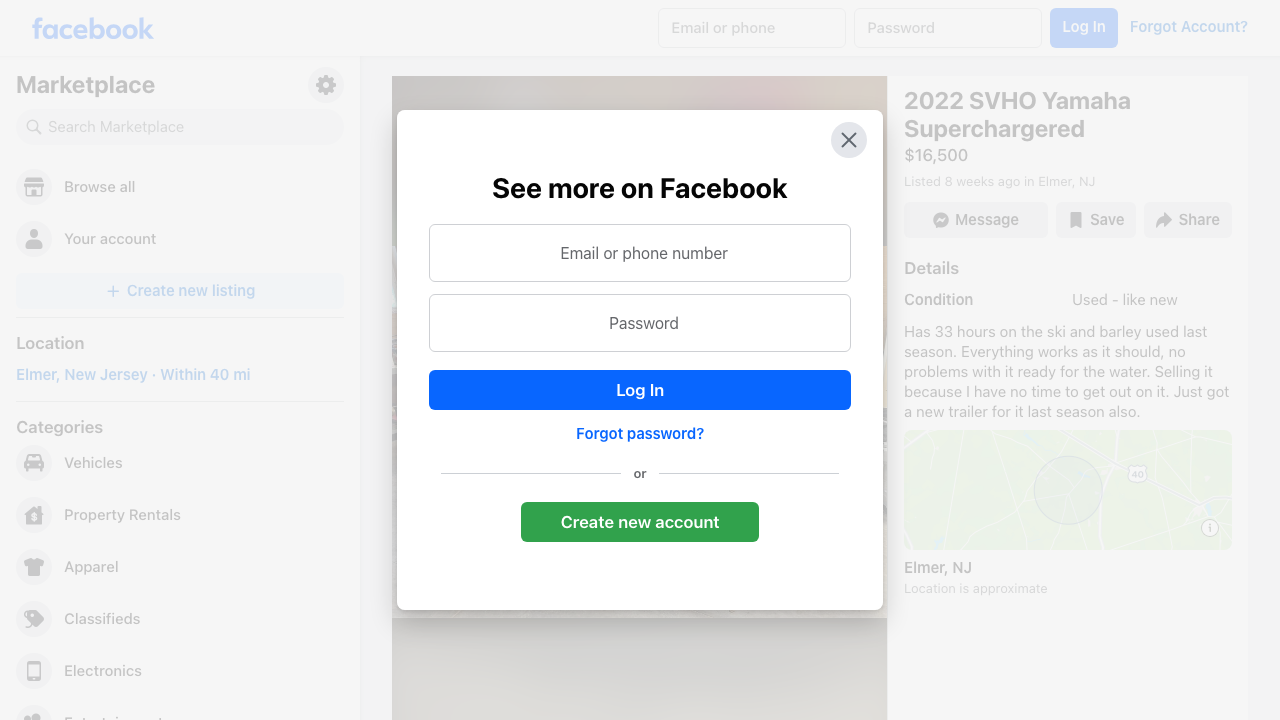 facebook
Email or phone
Password
Log In
Forgot Account?
Marketplace
Search Marketplace
Browse all
Your account
Create new listing
Location
Elmer, New Jersey · Within 40 mi
Categories
Vehicles
Property Rentals
Apparel
Classifieds
Electronics
See more on Facebook
Email or phone number
Password
Log In
Forgot password?
or
Create new account
2022 SVHO Yamaha
Superchargered
$16,500
Listed 8 weeks ago in Elmer, NJ
Message
Save
Share
Details
Condition
Used - like new
Has 33 hours on the ski and barley used last
season. Everything works as it should, no
problems with it ready for the water. Selling it
because I have no time to get out on it. Just got
a new trailer for it last season also.
40
Elmer, NJ
Location is approximate